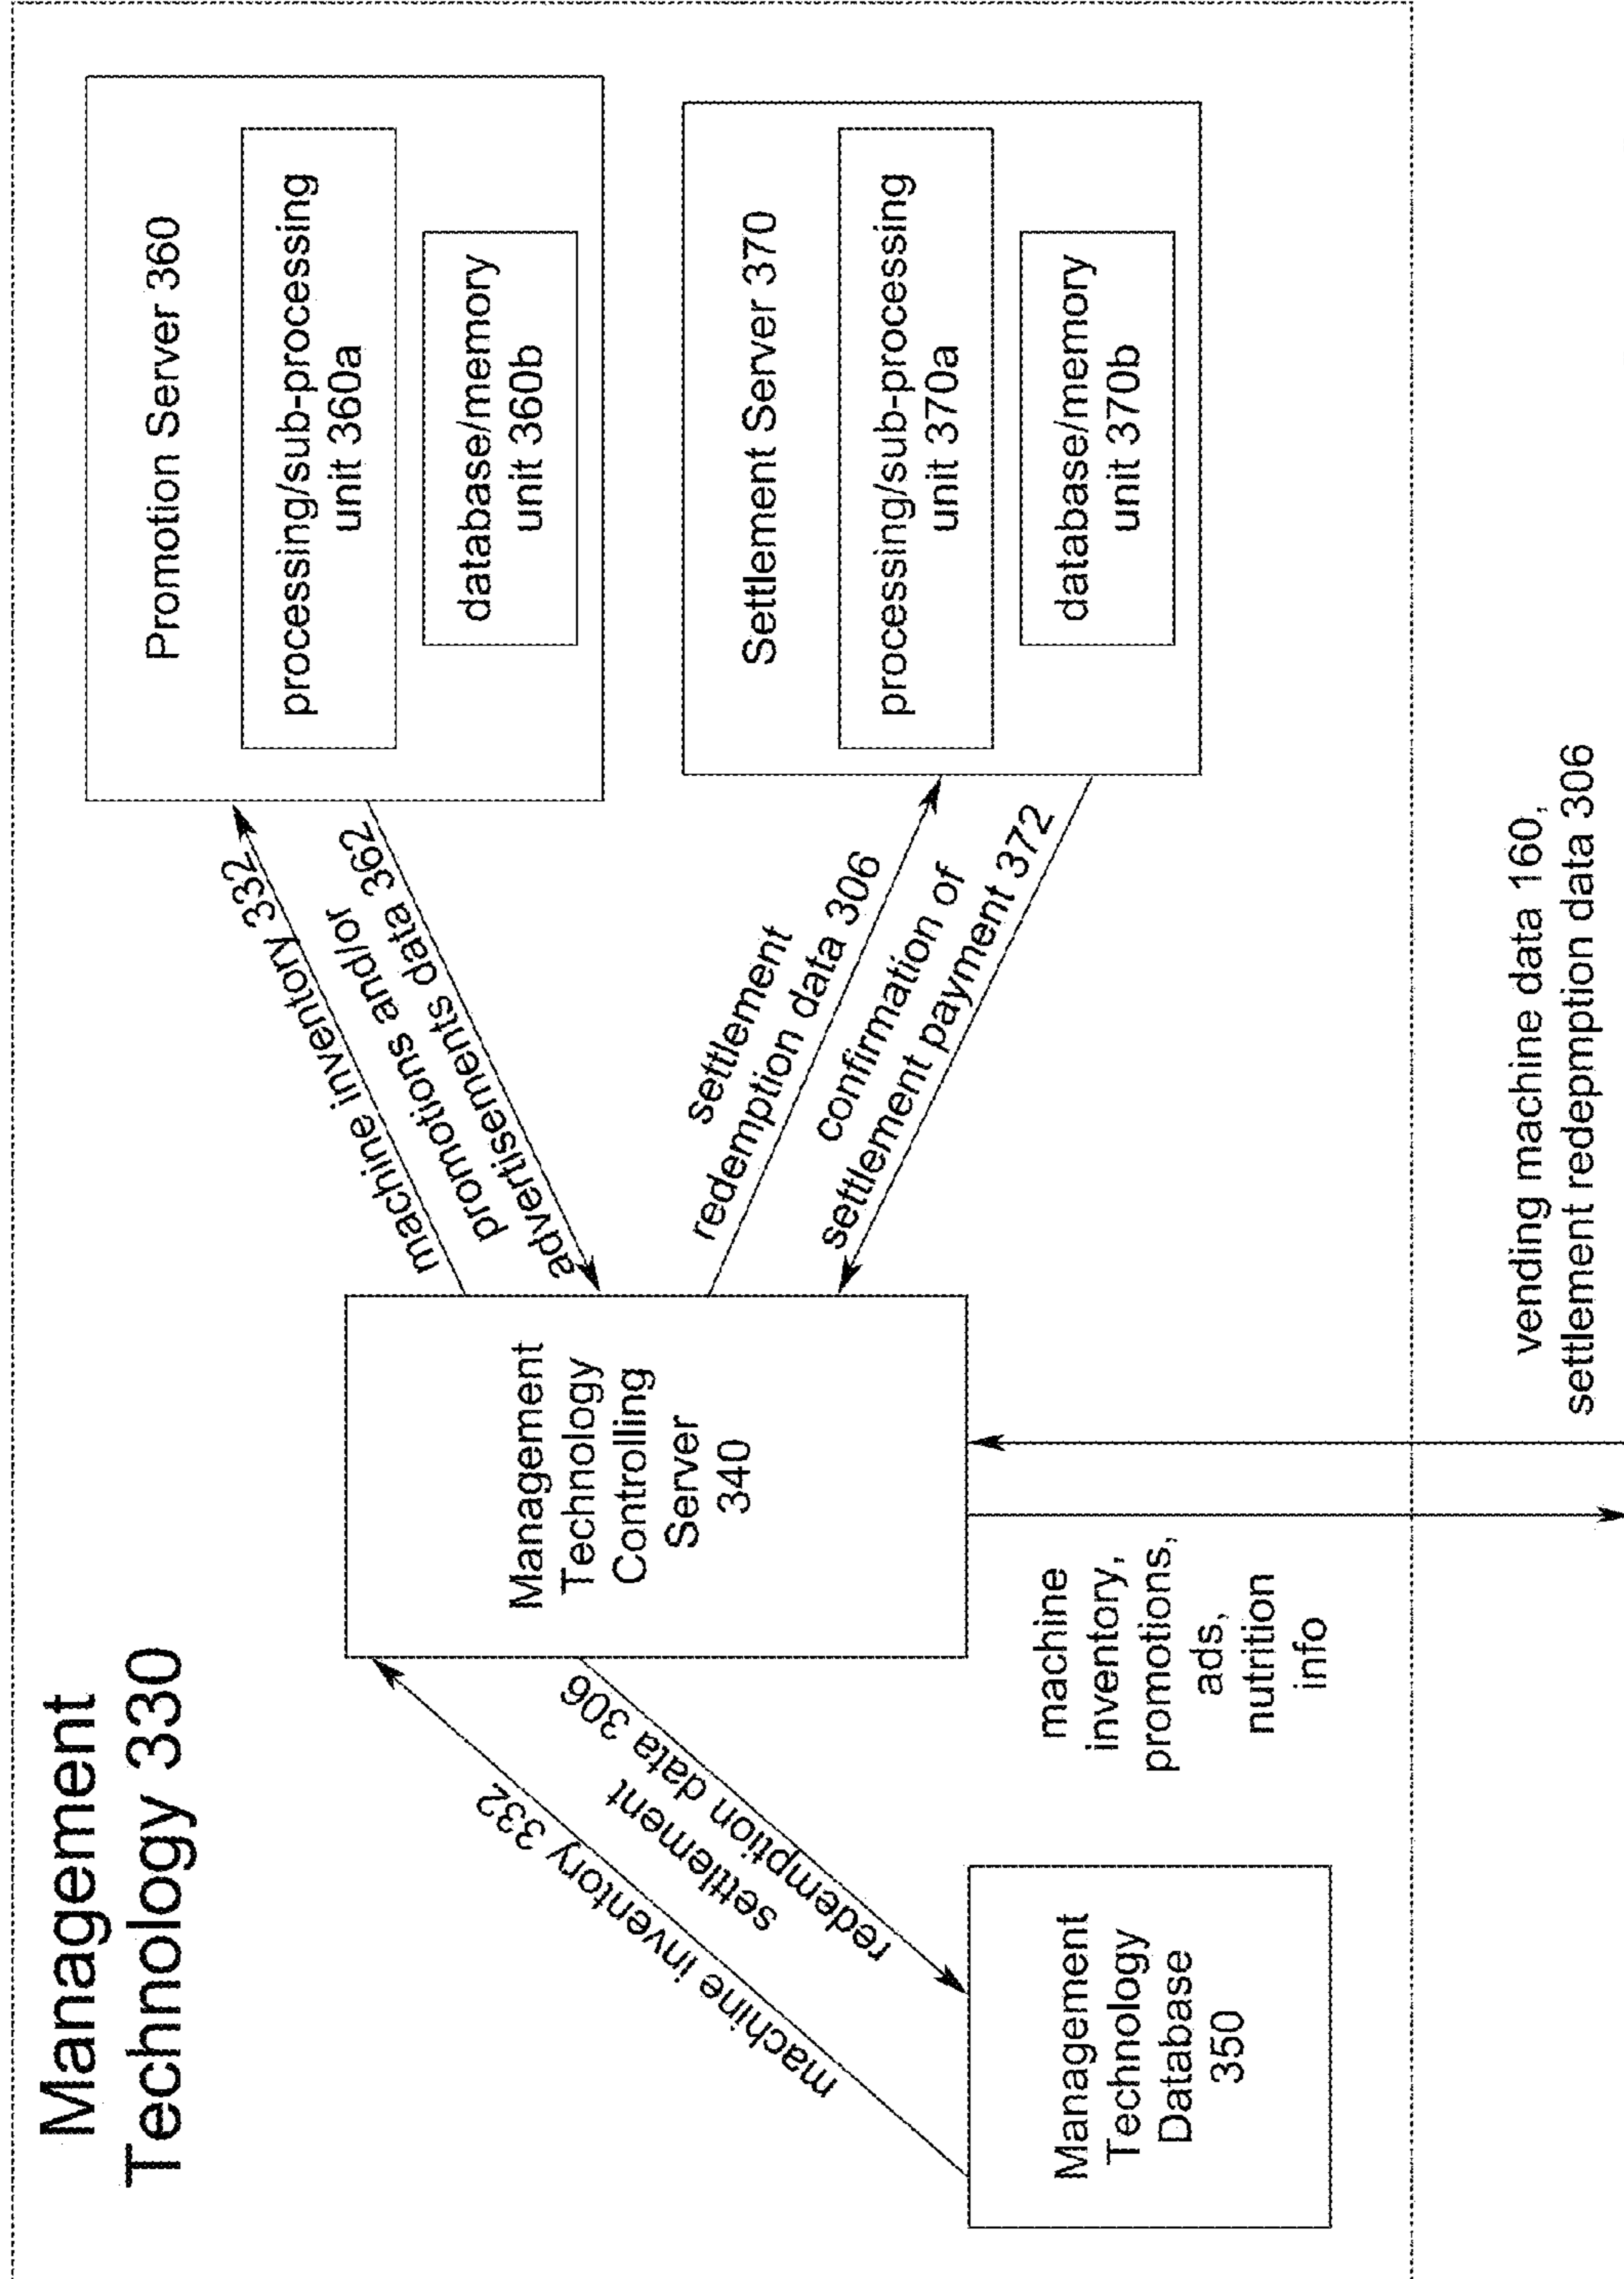 Management
Technology 330
Promotion Server 360
processing/sub-processing
unit 360a
database/memory
unit 360b
machine inventory 332
promotions and/or
advertisements data 362
Settlement Server 370
processing/sub-processing
unit 370a
database/memory
unit 370b
settlement
redemption data 306
confirmation of
settlement payment 372
Management
Technology
Controlling
Server
340
machine inventory 332
settlement
redemption data 306
Management
Technology
Database
350
machine
inventory,
promotions,
ads,
nutrition
info
vending machine data 160,
settlement redepmption data 306